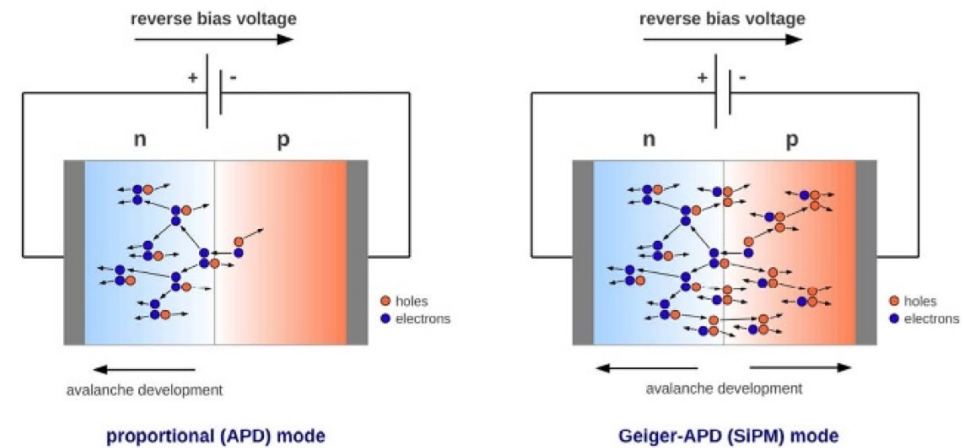 reverse bias voltage
+ -
n p
holes
electrons
avalanche development
proportional (APD) mode
reverse bias voltage
+ -
n p
holes
electrons
avalanche development
Geiger-APD (SiPM) mode